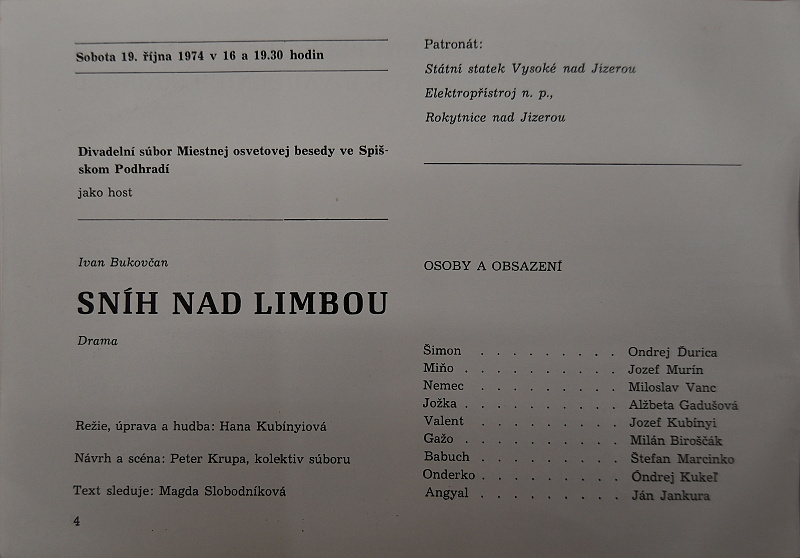 Sobota 19. října 1974 v 16 a 19.30 hodin
Divadelní súbor Miestnej osvetovej besedy ve Spiš-
skom Podhradí
jako host
Ivan Bukovčan
SNÍH NAD LIMBOU
Drama
Režie, úprava a hudba: Hana Kubínyiová
Návrh a scéna: Peter Krupa, kolektiv súboru
Text sleduje: Magda Slobodníková
4
Patronát:
Státní statek Vysoké nad Jizerou
Elektropřístroj n. p.,
Rokytnice nad Jizerou
OSOBY A OBSAZENÍ
Šimon . . . . . . . . . Ondrej Ďurica
Miňo . . . . . . . . . . Jozef Murín
Nemec . . . . . . . . . Miloslav Vanc
Jožka . . . . . . . . . . Alžbeta Gadušová
Valent . . . . . . . . . Jozef Kubínyi
Gažo . . . . . . . . . . Milán Biroščák
Babuch . . . . . . . . . Štefan Marcinko
Onderko . . . . . . . . . Óndrej Kukeľ
Angyal . . . . . . . . . Ján Jankura